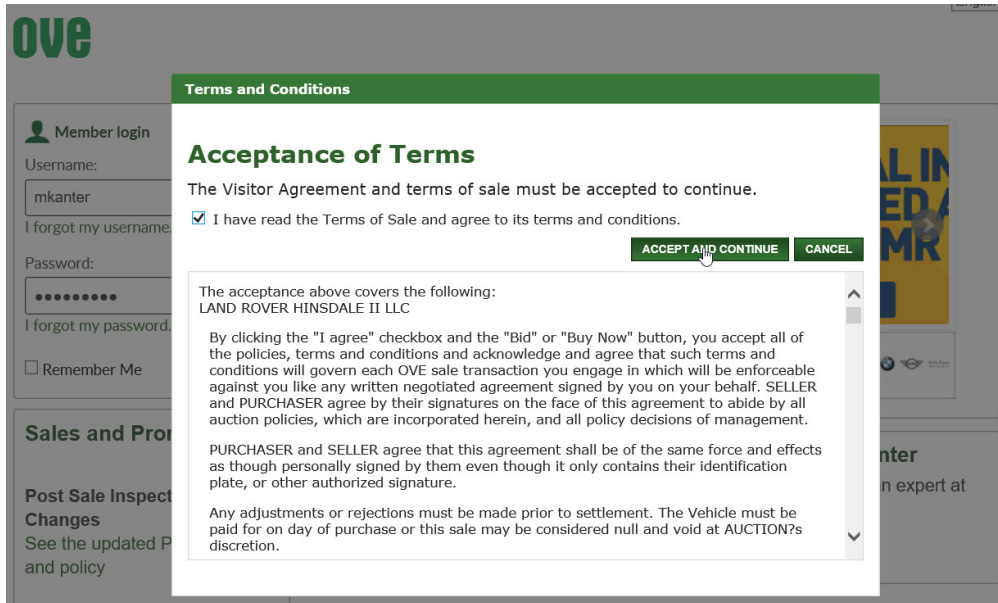 ove
Terms and Conditions
Acceptance of Terms
The Visitor Agreement and terms of sale must be accepted to continue.
I have read the Terms of Sale and agree to its terms and conditions.
ACCEPT AND CONTINUE
CANCEL
The acceptance above covers the following:
LAND ROVER HINSDALE II LLC
By clicking the "I agree" checkbox and the "Bid" or "Buy Now" button, you accept all of
the policies, terms and conditions and acknowledge and agree that such terms and
conditions will govern each OVE sale transaction you engage in which will be enforceable
against you like any written negotiated agreement signed by you on your behalf. SELLER
and PURCHASER agree by their signatures on the face of this agreement to abide by all
auction policies, which are incorporated herein, and all policy decisions of management.
PURCHASER and SELLER agree that this agreement shall be of the same force and effects
as though personally signed by them even though it only contains their identification
plate, or other authorized signature.
Any adjustments or rejections must be made prior to settlement. The Vehicle must be
paid for on day of purchase or this sale may be considered null and void at AUCTION?s
discretion.
Member login
Username:
mkanter
I forgot my username.
Password:
I forgot my password.
Remember Me
Sales and Pro
Post Sale Inspect
Changes
See the updated P
and policy
L IN
ED
MR
nter
n expert at